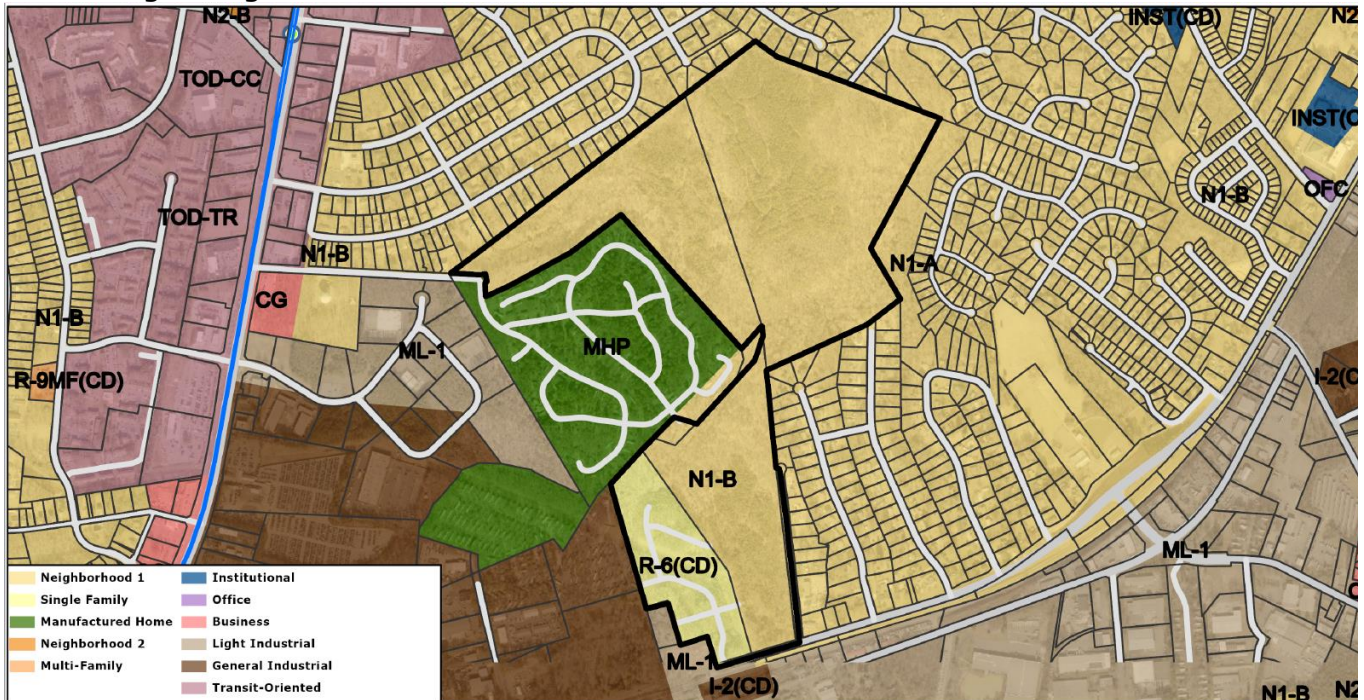 N2-B
INST(CD)
N2
TOD-CC
INST(C
OFC
N1-B
TOD-TR
N1-B
N1-A
CG
N1-B
MHP
ML-1
R-9MF(CD)
I-2(C
N1-B
ML-1
R-6(CD)
ML-1
I-2(CD)
N1-B
N2
Neighborhood 1
Single Family
Manufactured Home
Neighborhood 2
Multi-Family
Institutional
Office
Business
Light Industrial
General Industrial
Transit-Oriented